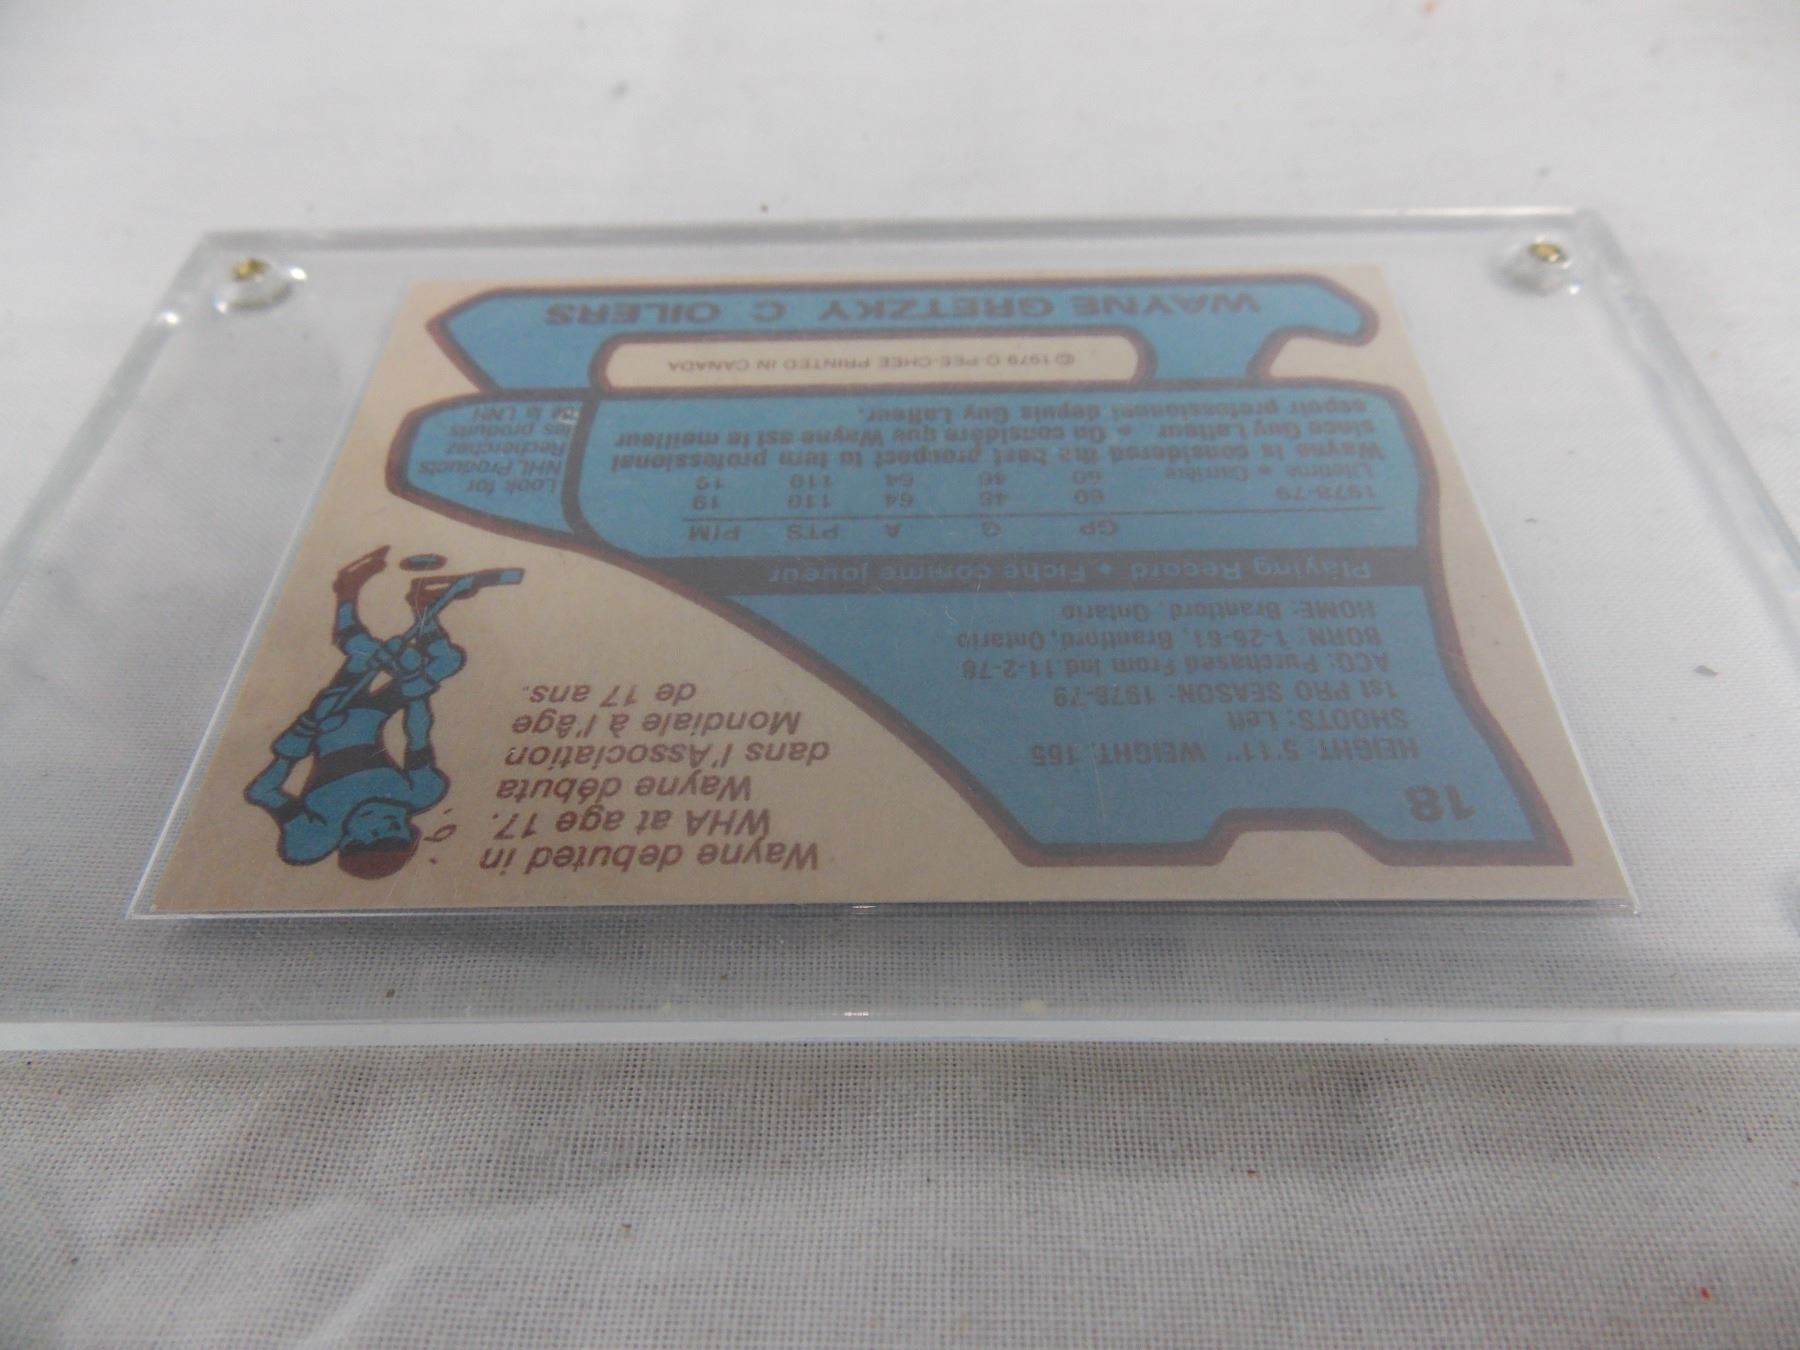 18
HEIGHT: 5'11" WEIGHT: 165
SHOOTS: Left
1st PRO SEASON: 1978-79
ACQ: Purchased From Ind. 11-2-78
BORN: 1-26-61, Brantford, Ontario
HOME: Brantford, Ontario
Wayne debuted in
WHA at age 17.
Wayne débuta
dans l'Association
Mondiale à l'âge
de 17 ans.
Playing Record • Fiche comme joueur
GP G A PTS P/M
1978-79 60 46 64 110 19
Lifetime • Carrière 60 46 64 110 19
Wayne is considered the best prospect to turn professional
since Guy Lafleur. • On considère que Wayne est le meilleur
espoir professionnel depuis Guy Lafleur.
Look for
NHL Products
Recherchez
les produits
de la LNH
© 1979 O-PEE-CHEE PRINTED IN CANADA
WAYNE GRETZKY C OILERS